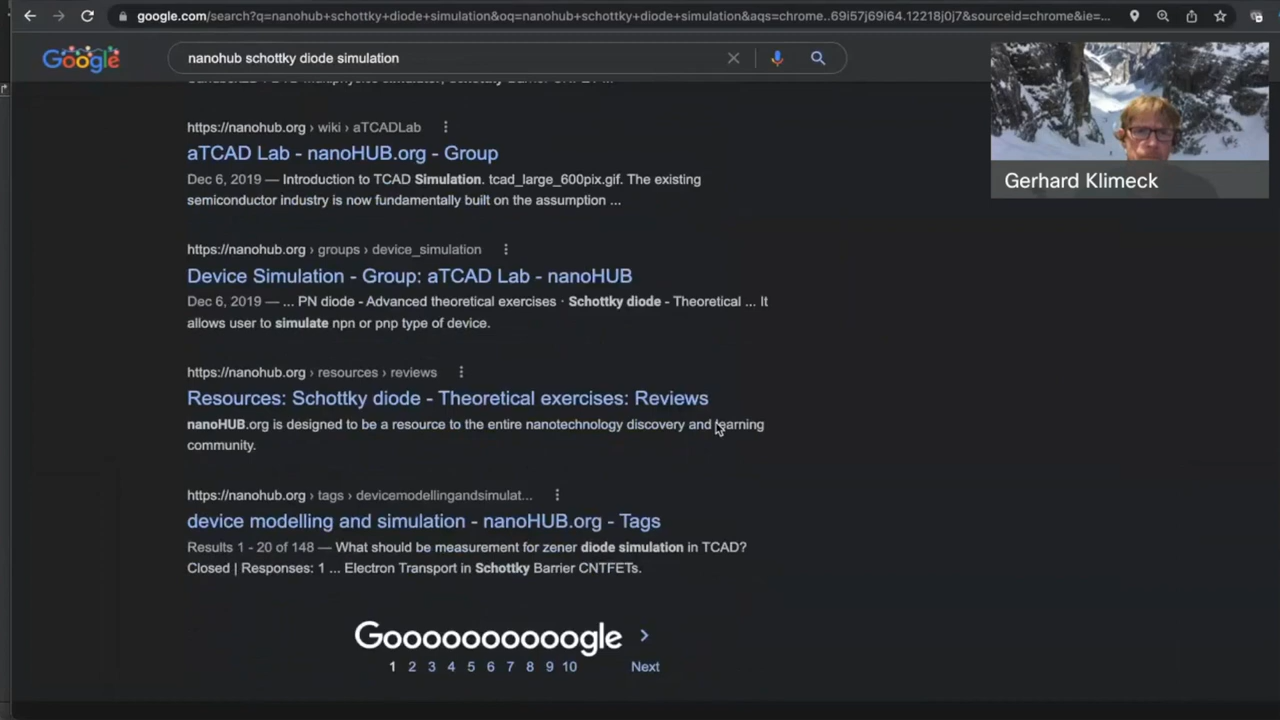 google.com/search?q=nanohub+schottky+diode+simulation&oq=nanohub+schottky+diode+simulation&aqs=chrome..69i57j69i64.12218j0j7&sourceid=chrome&ie=...
Google
nanohub schottky diode simulation
https://nanohub.org › wiki › aTCADLab
aTCAD Lab - nanoHUB.org - Group
Dec 6, 2019 — Introduction to TCAD Simulation. tcad_large_600pix.gif. The existing
semiconductor industry is now fundamentally built on the assumption ...
https://nanohub.org › groups › device_simulation
Device Simulation - Group: aTCAD Lab - nanoHUB
Dec 6, 2019 — ... PN diode - Advanced theoretical exercises · Schottky diode - Theoretical ... It
allows user to simulate npn or pnp type of device.
https://nanohub.org › resources › reviews
Resources: Schottky diode - Theoretical exercises: Reviews
nanoHUB.org is designed to be a resource to the entire nanotechnology discovery and learning
community.
https://nanohub.org › tags › devicemodellingandsimulat...
device modelling and simulation - nanoHUB.org - Tags
Results 1 - 20 of 148 — What should be measurement for zener diode simulation in TCAD?
Closed | Responses: 1 ... Electron Transport in Schottky Barrier CNTFETs.
Goooooooooogle
1 2 3 4 5 6 7 8 9 10 Next
Gerhard Klimeck